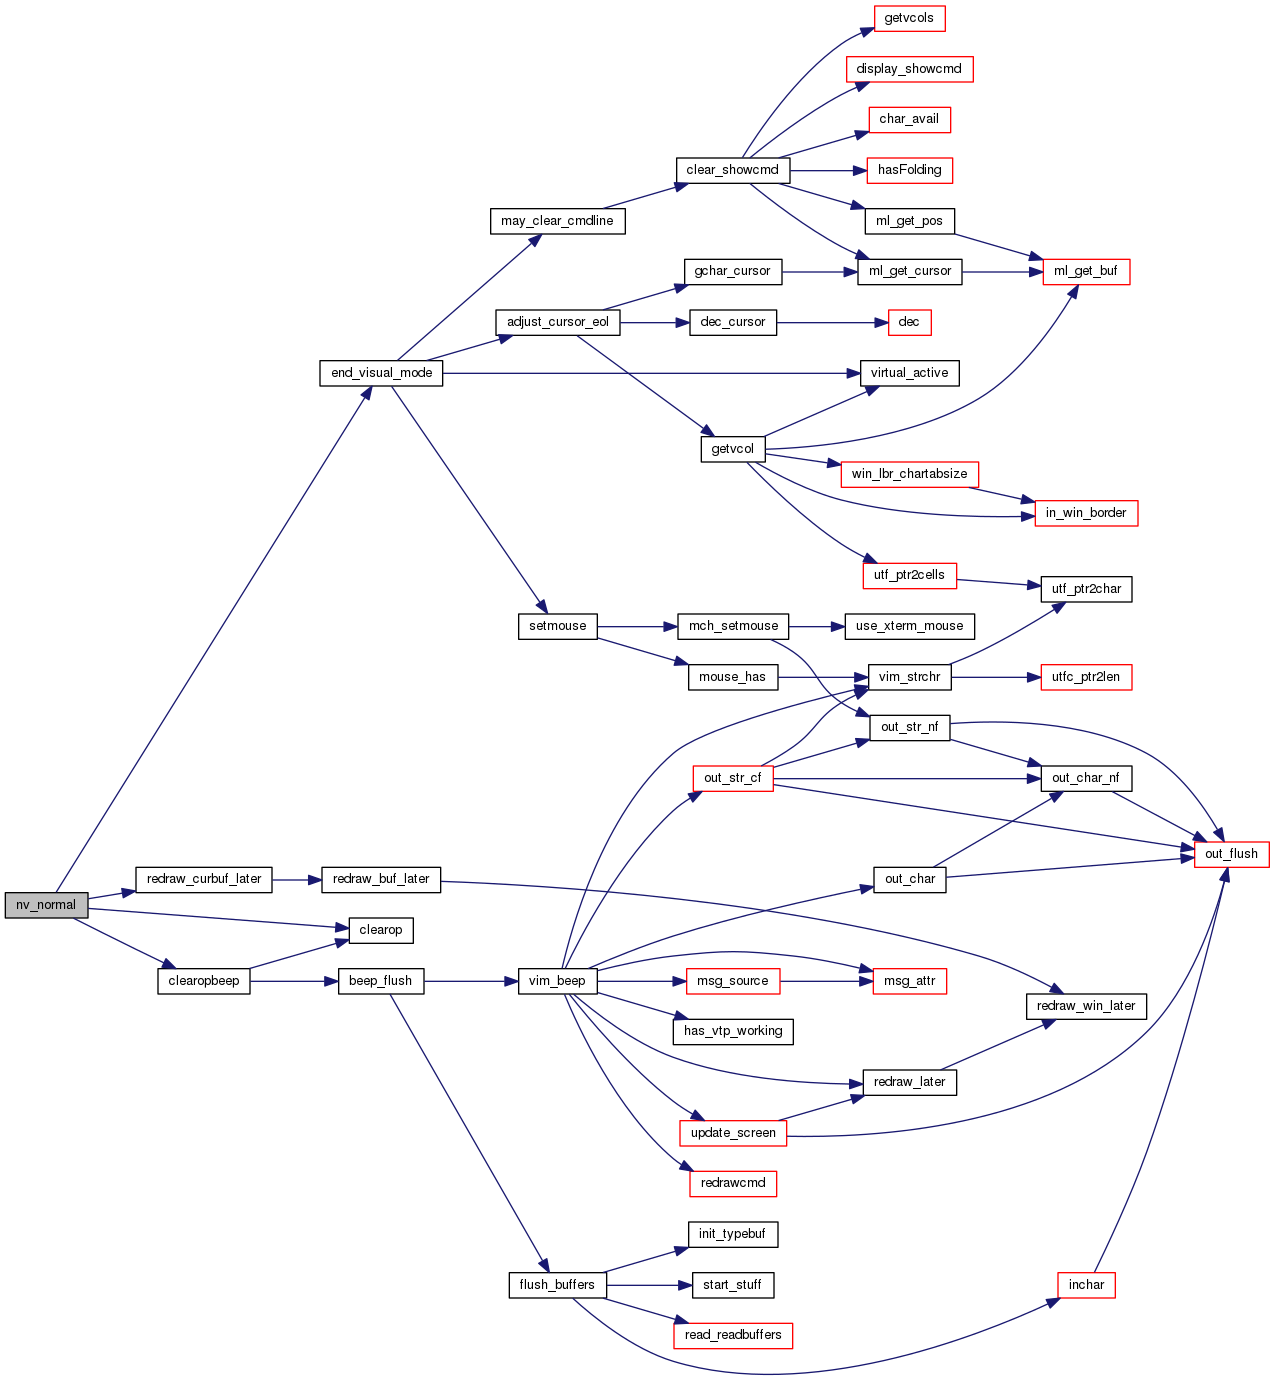 getvcols
display_showcmd
char_avail
clear_showcmd
hasFolding
may_clear_cmdline
ml_get_pos
gchar_cursor
ml_get_cursor
ml_get_buf
adjust_cursor_eol
dec_cursor
dec
end_visual_mode
virtual_active
getvcol
win_lbr_chartabsize
in_win_border
utf_ptr2cells
utf_ptr2char
setmouse
mch_setmouse
use_xterm_mouse
mouse_has
vim_strchr
utfc_ptr2len
out_str_nf
out_str_cf
out_char_nf
out_flush
redraw_curbuf_later
redraw_buf_later
out_char
nv_normal
clearop
clearopbeep
beep_flush
vim_beep
msg_source
msg_attr
redraw_win_later
has_vtp_working
redraw_later
update_screen
redrawcmd
init_typebuf
flush_buffers
start_stuff
inchar
read_readbuffers